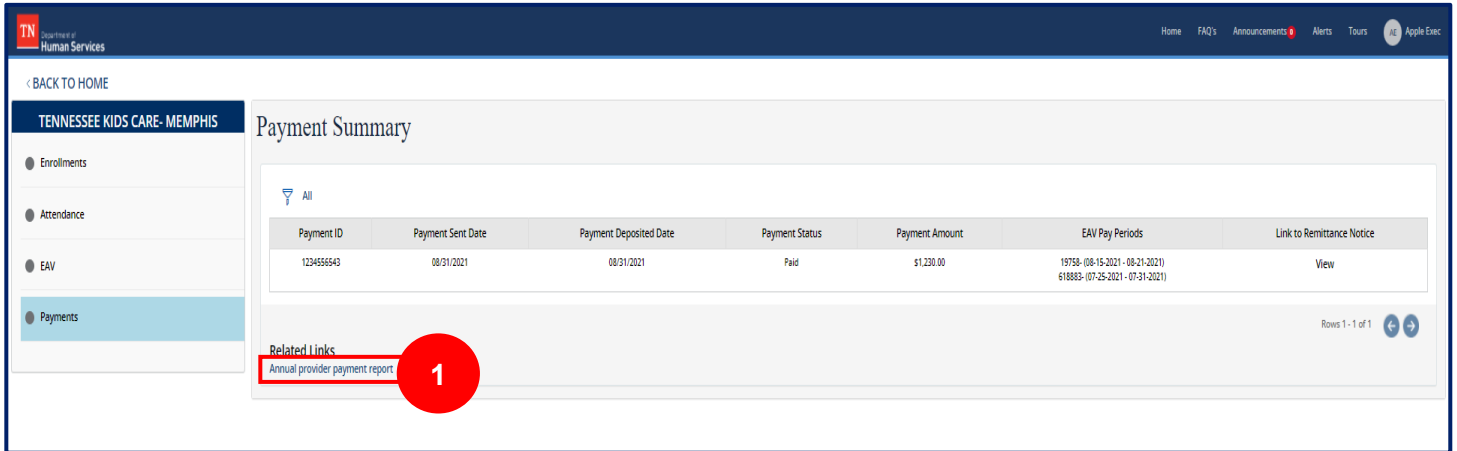 TN Department of
Human Services
Home FAQ's Announcements 0 Alerts Tours AE Apple Exec
< BACK TO HOME
TENNESSEE KIDS CARE- MEMPHIS
Enrollments
Attendance
EAV
Payments
Payment Summary
All
Payment ID Payment Sent Date Payment Deposited Date Payment Status Payment Amount EAV Pay Periods Link to Remittance Notice
1234556543 08/31/2021 08/31/2021 Paid $1,230.00 19758- (08-15-2021 - 08-21-2021) View
618883- (07-25-2021 - 07-31-2021)
Rows 1 - 1 of 1
Related Links
Annual provider payment report
1